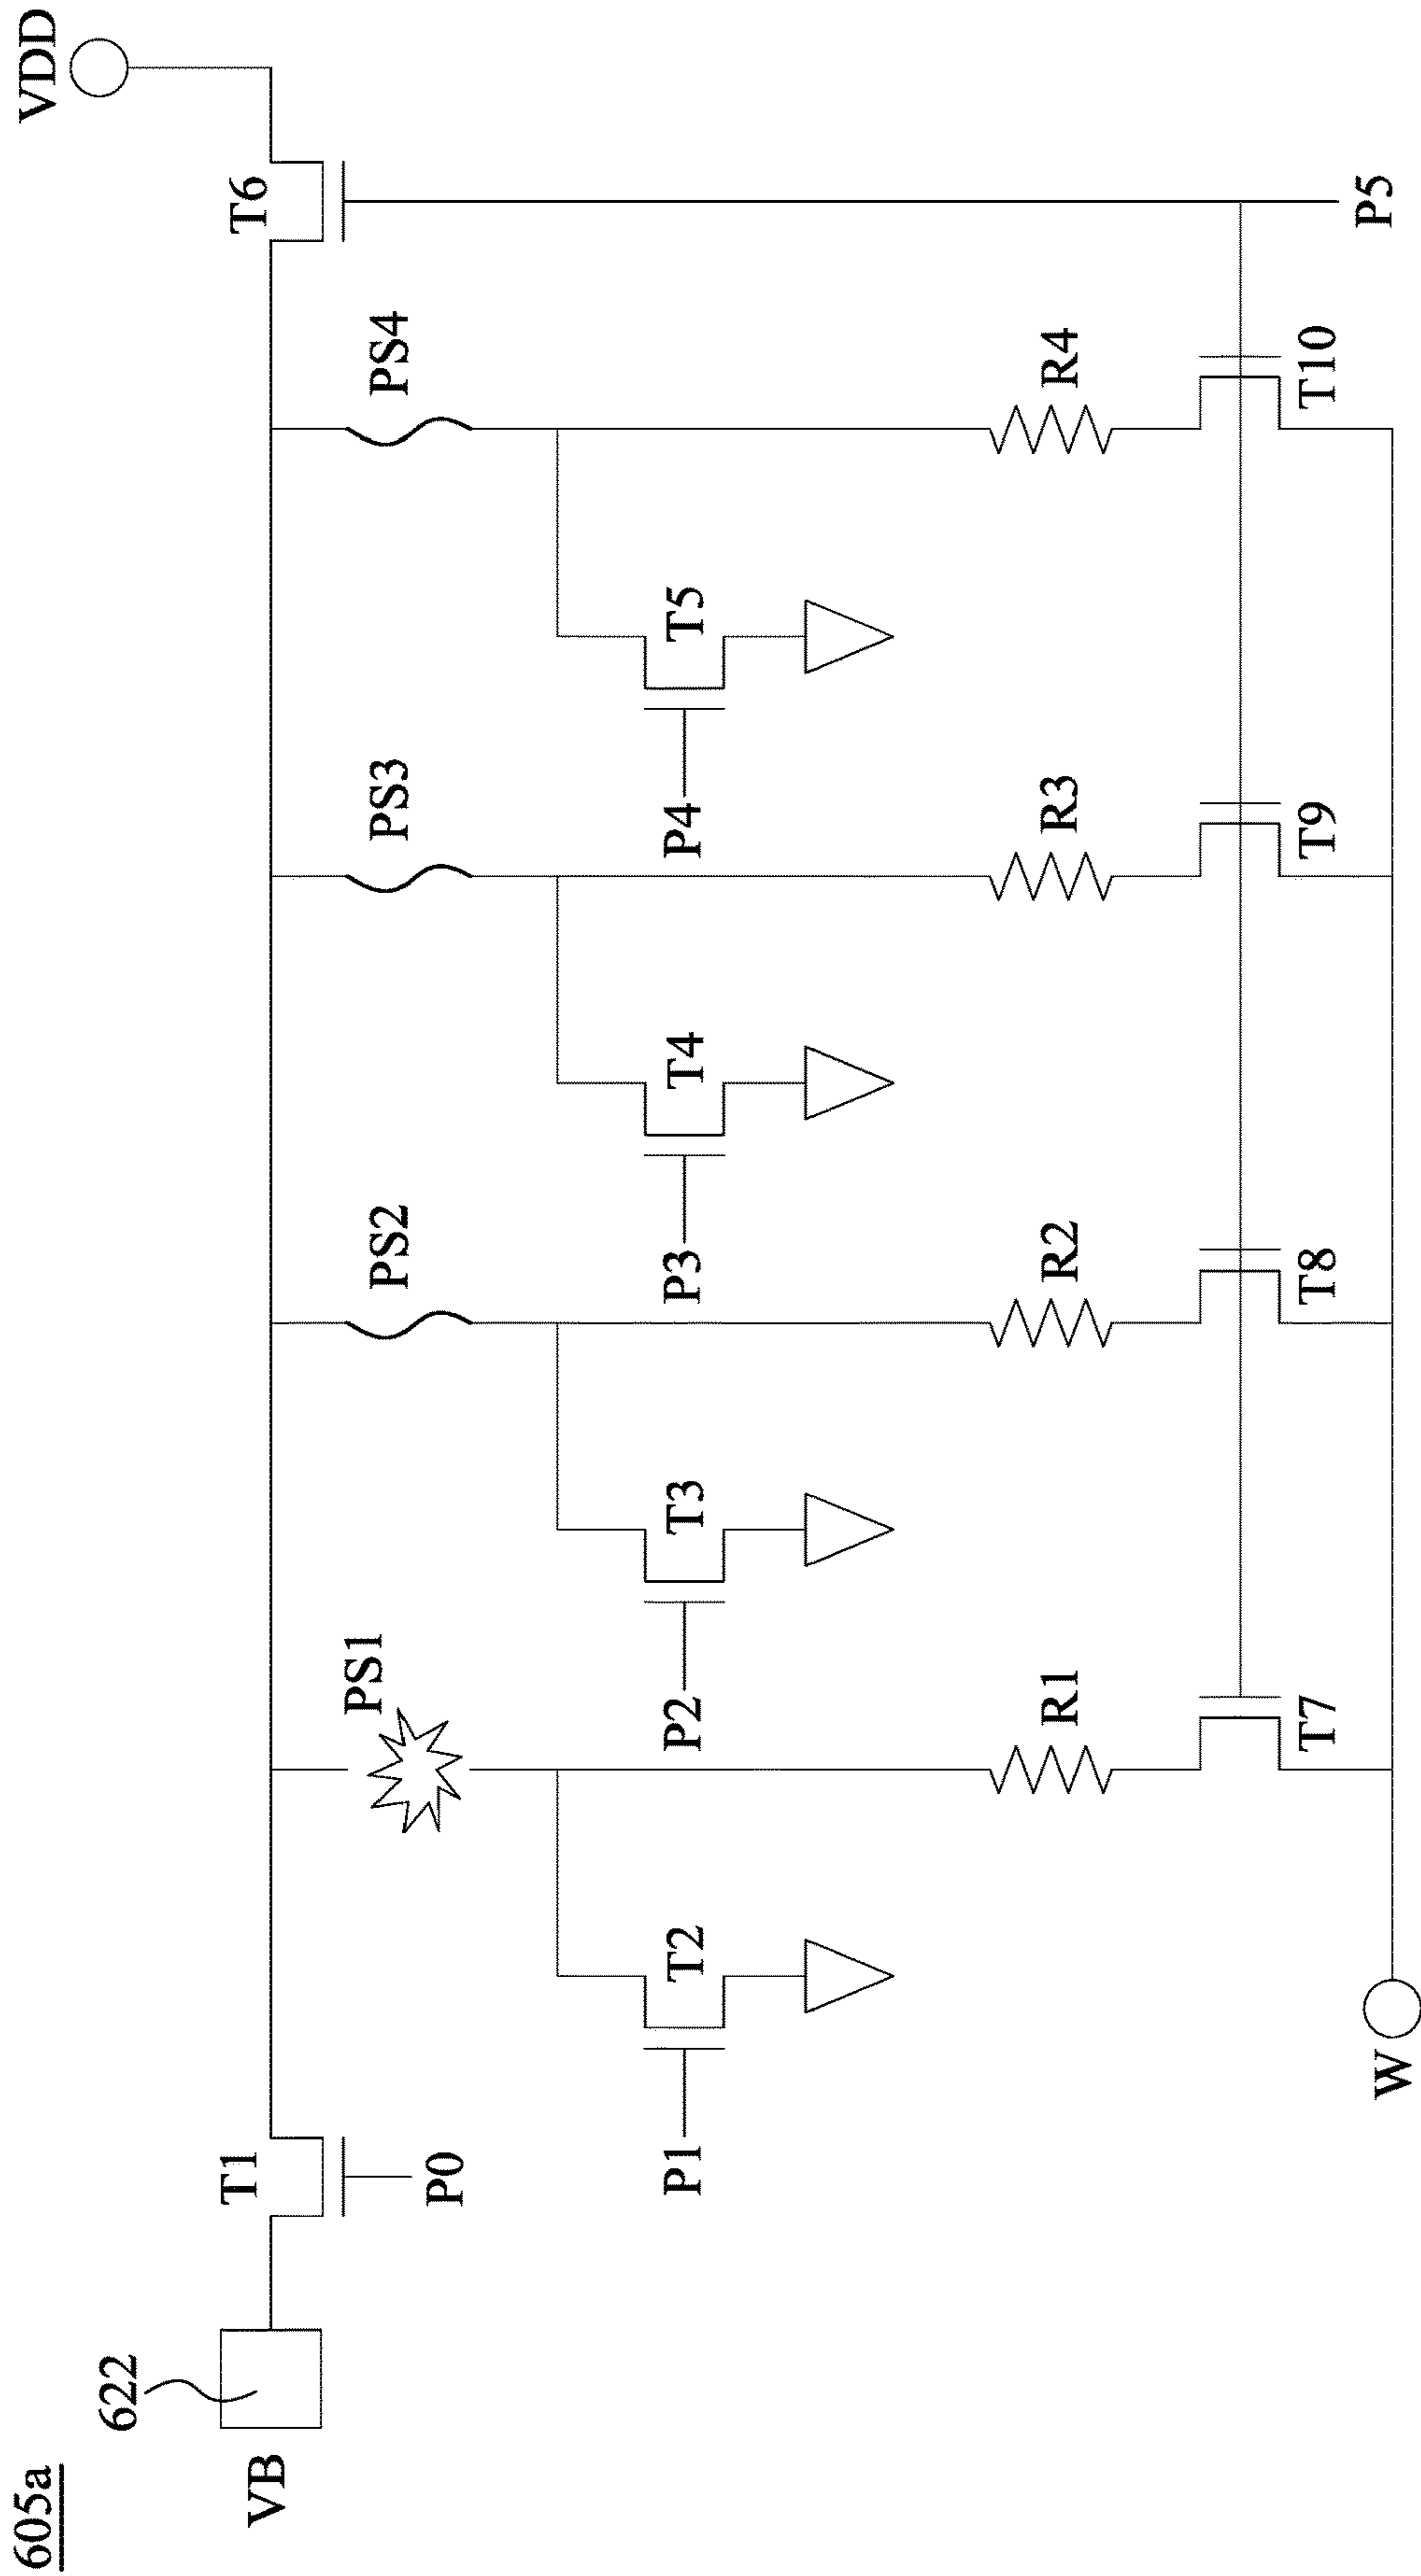 605a
622
VB
T1
P0
VDD
T6
PS1
PS2
PS3
PS4
P1
T2
P2
T3
P3
T4
P4
T5
R1
R2
R3
R4
T7
T8
T9
T10
P5
W